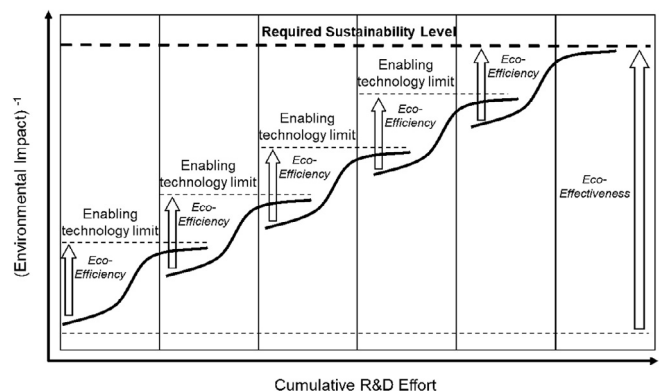 Required Sustainability Level
Enabling
technology limit
Eco-
Efficiency
Enabling
technology limit
Eco-
Efficiency
Enabling
technology limit
Eco-
Efficiency
Enabling
technology limit
Eco-
Efficiency
Eco-
Efficiency
Eco-
Effectiveness
(Environmental Impact) -1
Cumulative R&D Effort